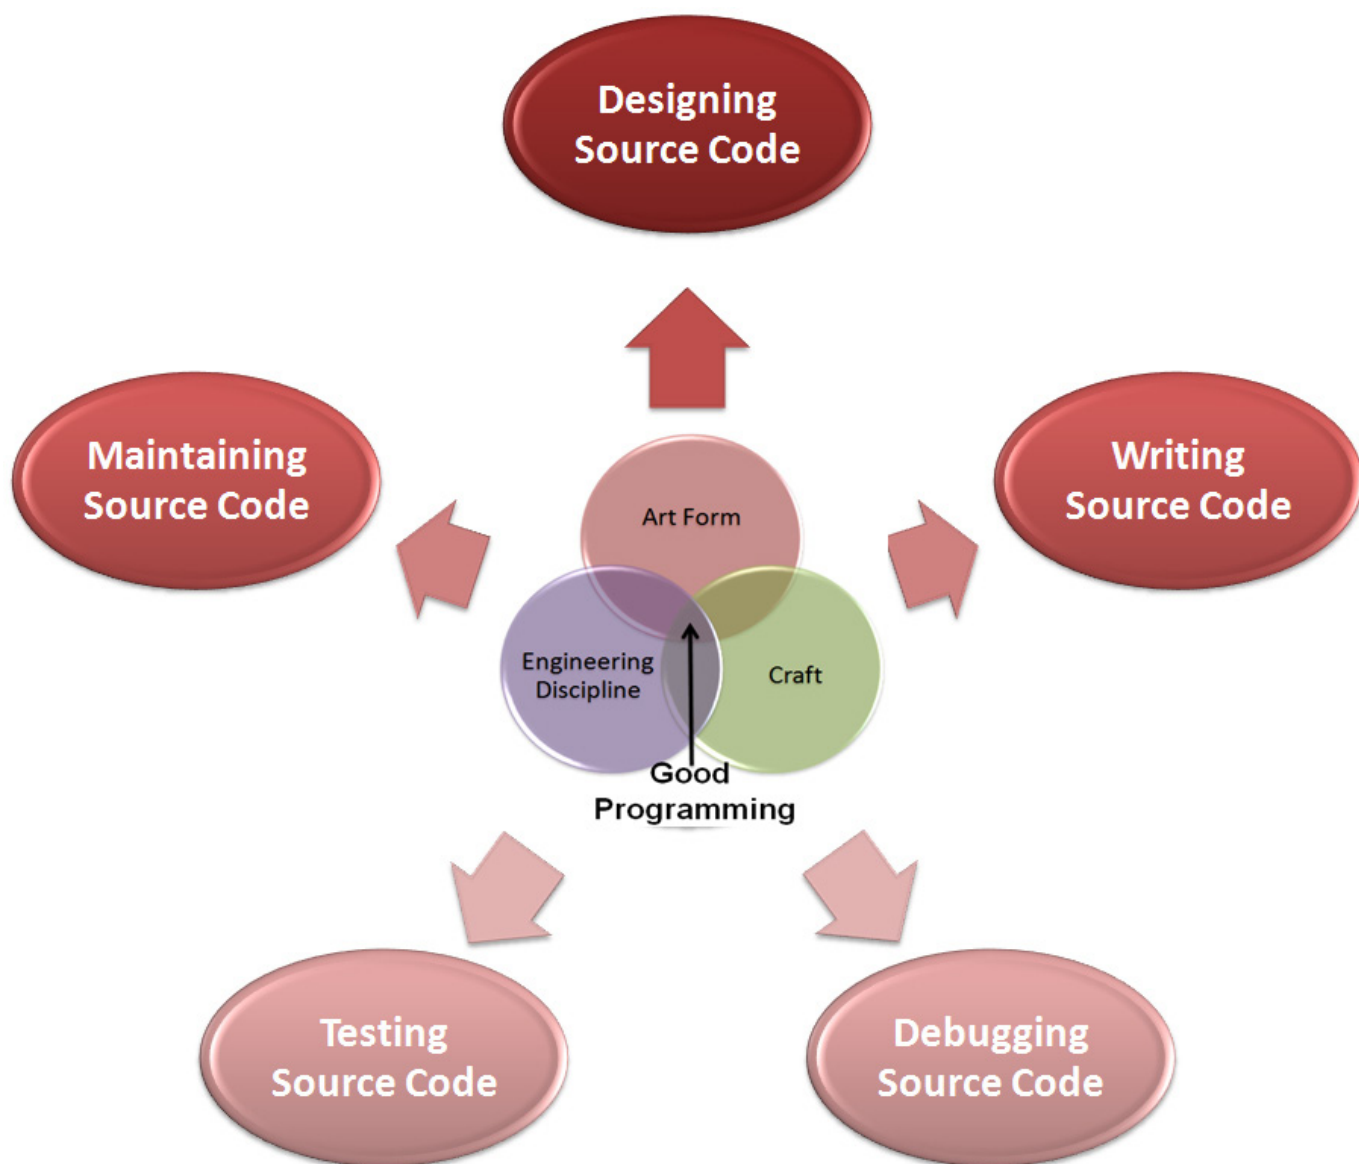 Designing
Source Code
Maintaining
Source Code
Writing
Source Code
Art Form
Engineering
Discipline
Craft
Good
Programming
Testing
Source Code
Debugging
Source Code